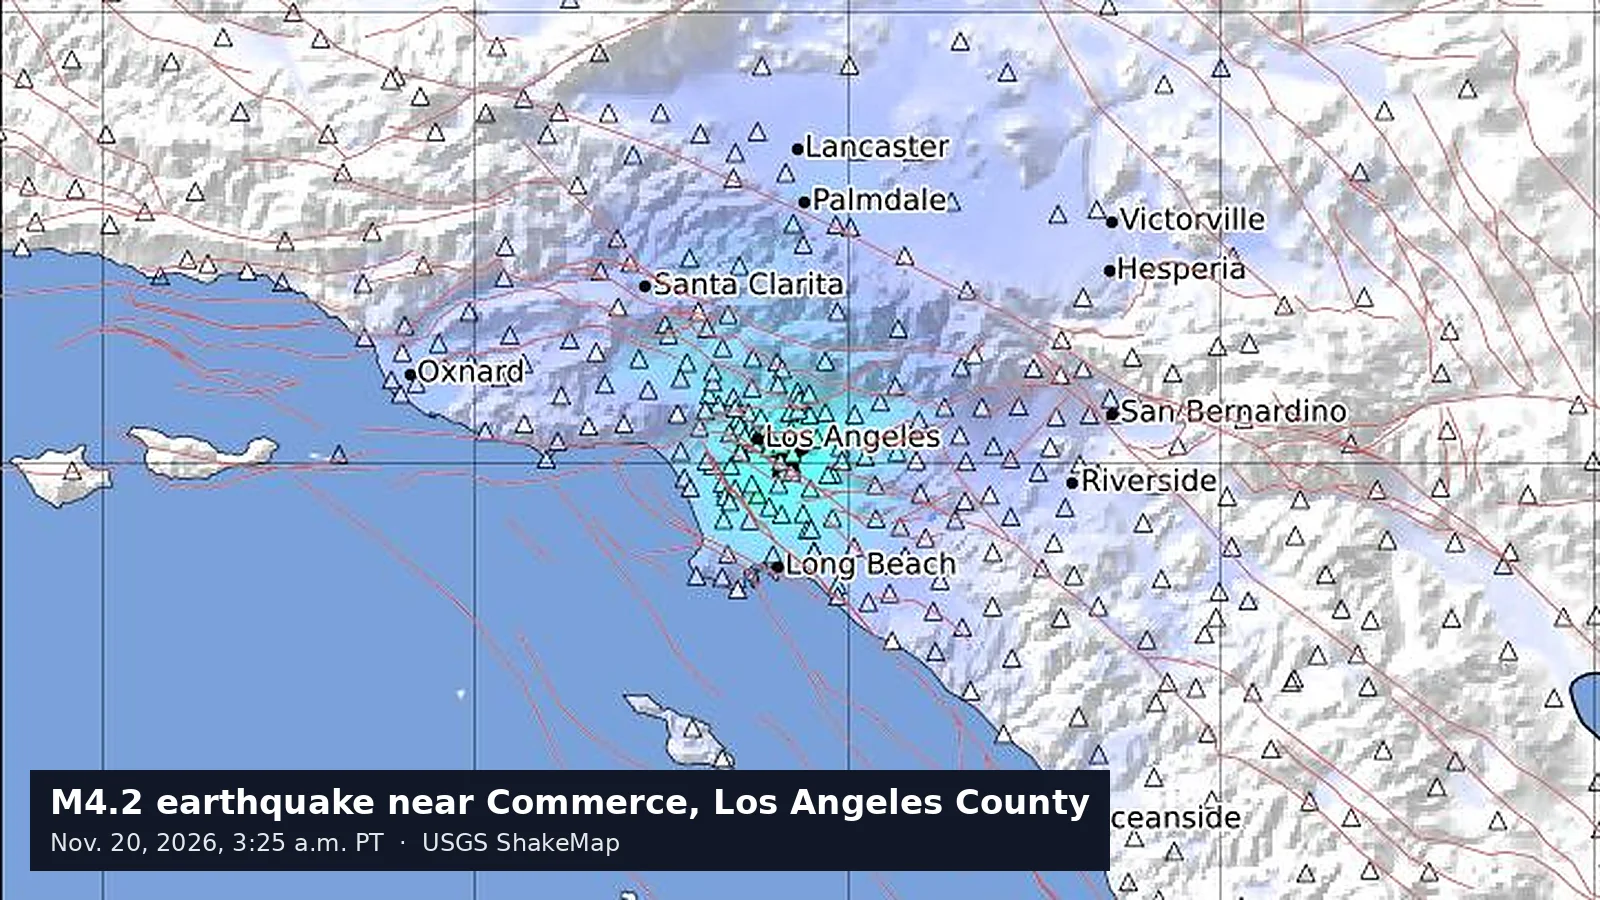 Lancaster
Palmdale
Victorville
Hesperia
Santa Clarita
Oxnard
San Bernardino
Los Angeles
Riverside
Long Beach
M4.2 earthquake near Commerce, Los Angeles County
Nov. 20, 2026, 3:25 a.m. PT · USGS ShakeMap
ceanside